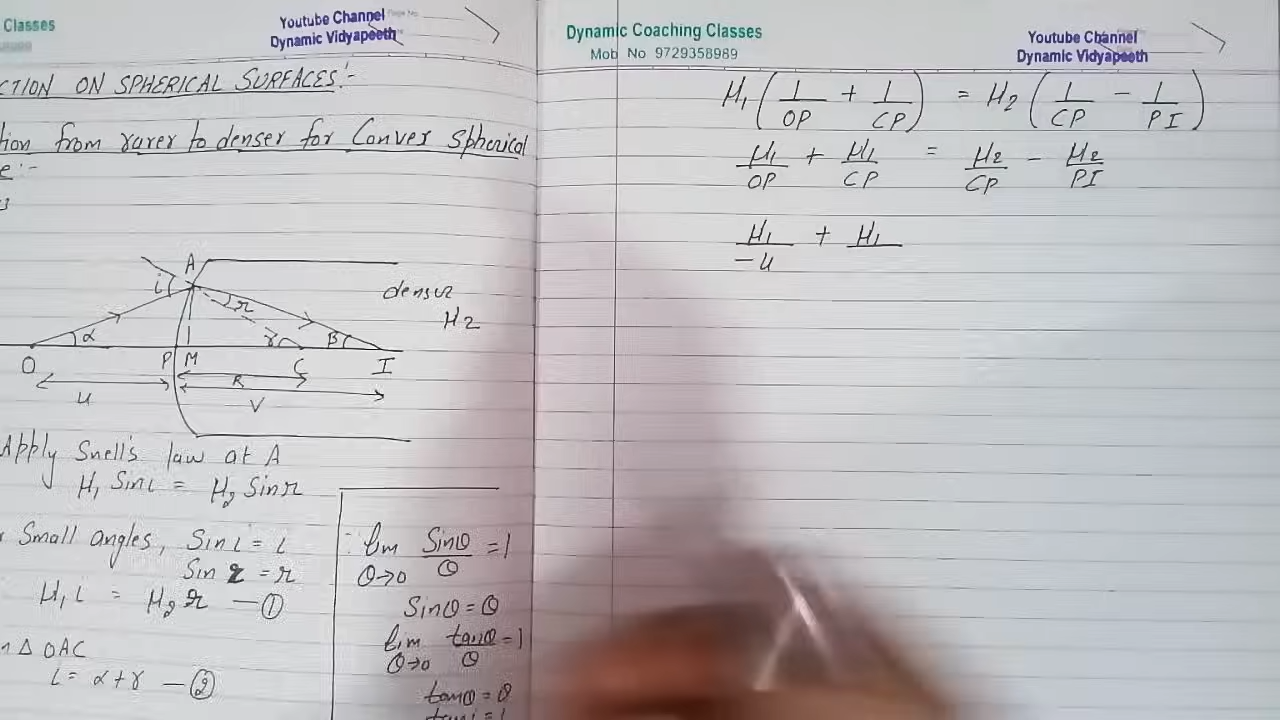 Classes
Youtube Channel
Dynamic Vidyapeeth
CTION ON SPHERICAL SURFACES:-
tion from rarer to denser for Convex Spherical
e:-
A
i
r
denser
μ2
α
γ
β
O
P
M
C
I
u
R
V
Apply Snell's law at A
μ1 Sini = μ2 Sinr
Small angles, Sini = i
Sin r = r
μ1 i = μ2 r —①
n Δ OAC
i = α+γ —②
∵ lim Sinθ/θ = 1
θ→0
Sinθ = θ
lim tanθ/θ = 1
θ→0
tanθ = θ
Dynamic Coaching Classes
Mob No 9729358989
Youtube Channel
Dynamic Vidyapeeth
μ1 (1/OP + 1/CP) = μ2 (1/CP - 1/PI)
μ1/OP + μ1/CP = μ2/CP - μ2/PI
μ1/-u + μ1/